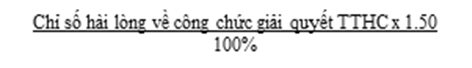 Chỉ số hài lòng về công chức giải quyết TTHC x 1.50
100%